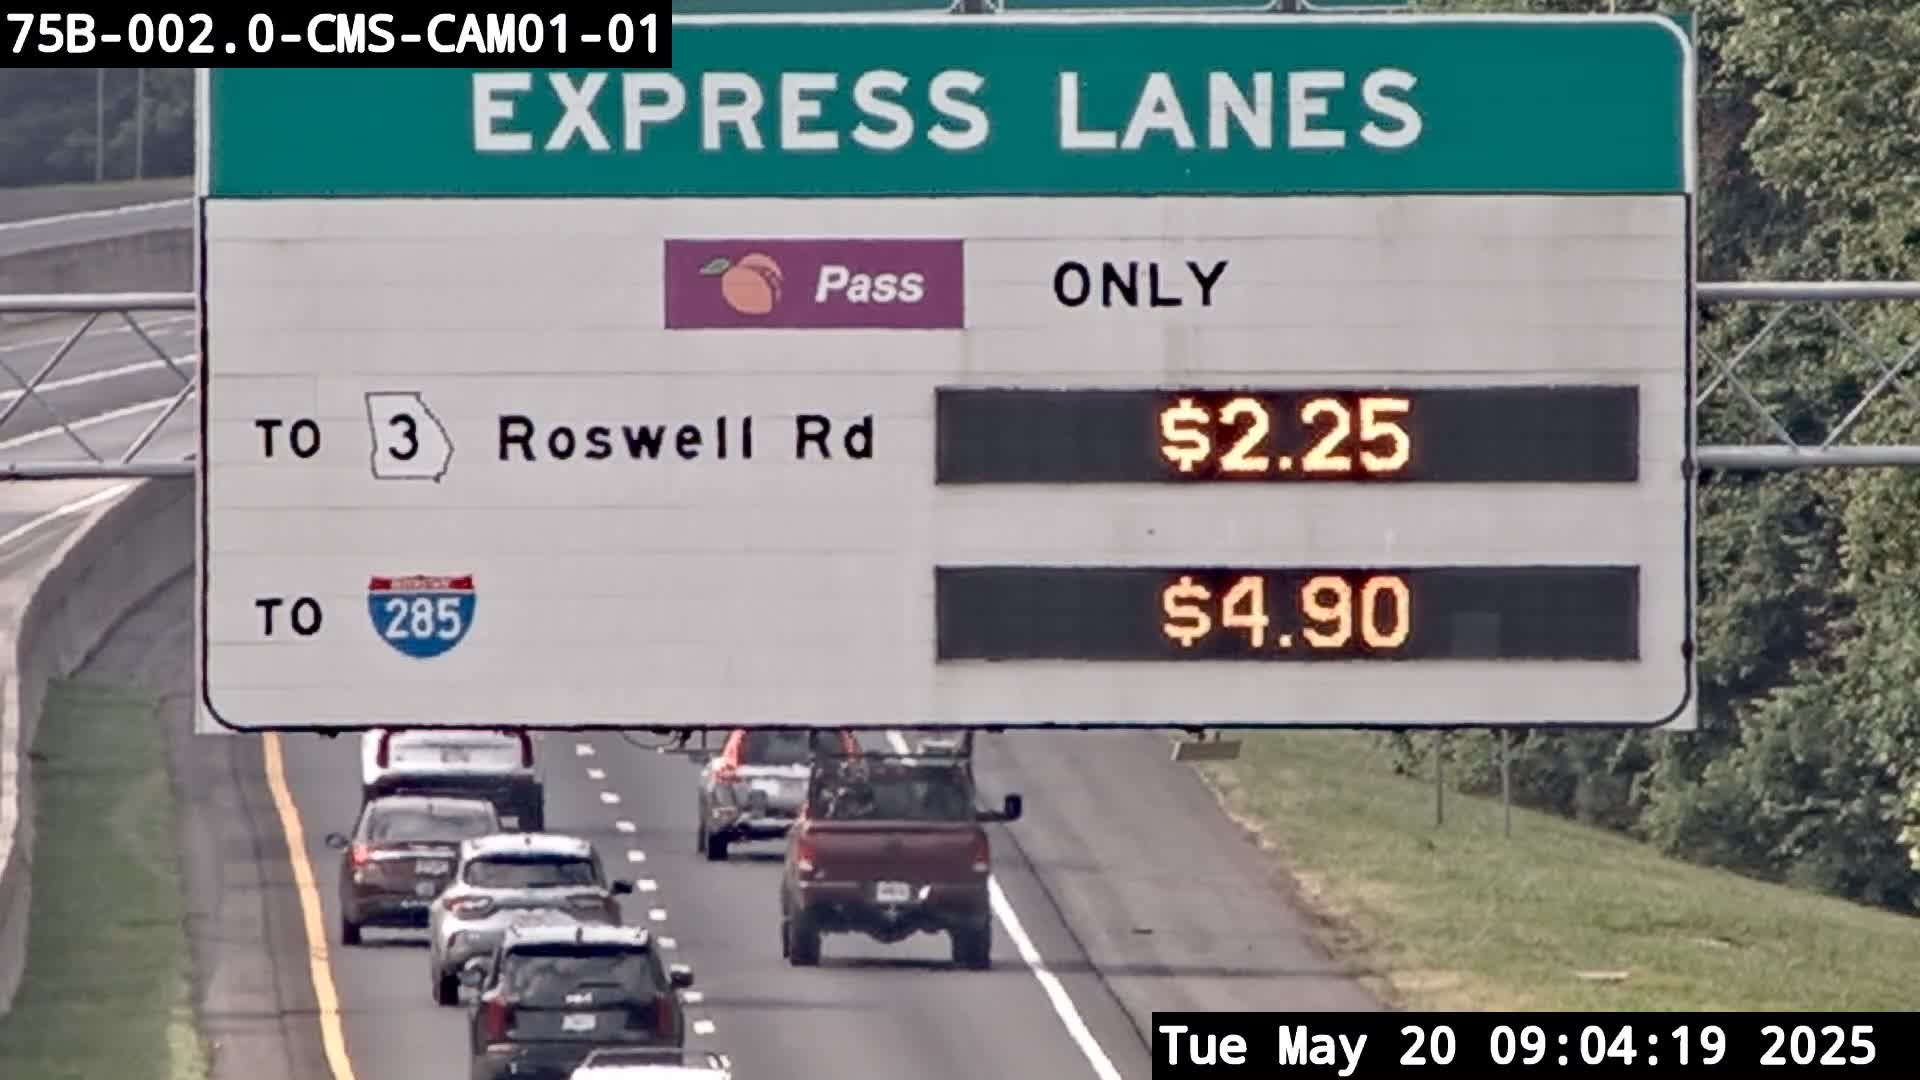 75B-002.0-CMS-CAM01-01
EXPRESS LANES
Pass ONLY
TO 3 Roswell Rd $2.25
TO 285 $4.90
Tue May 20 09:04:19 2025